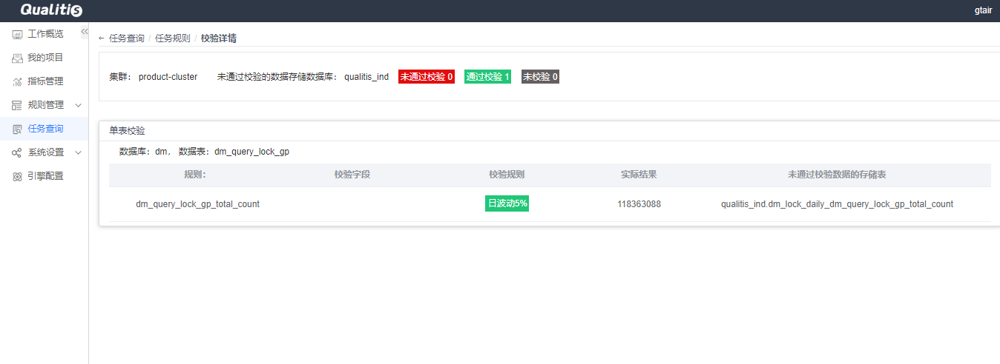 Qualitis
gtair
工作概览
我的项目
指标管理
规则管理
任务查询
系统设置
引擎配置
← 任务查询 / 任务规则 / 校验详情
集群： product-cluster 未通过校验的数据存储数据库： qualitis_ind 未通过校验 0 通过校验 1 未校验 0
单表校验
数据库：dm， 数据表：dm_query_lock_gp
规则： 校验字段 校验规则 实际结果 未通过校验数据的存储表
dm_query_lock_gp_total_count 日波动5% 118363088 qualitis_ind.dm_lock_daily_dm_query_lock_gp_total_count